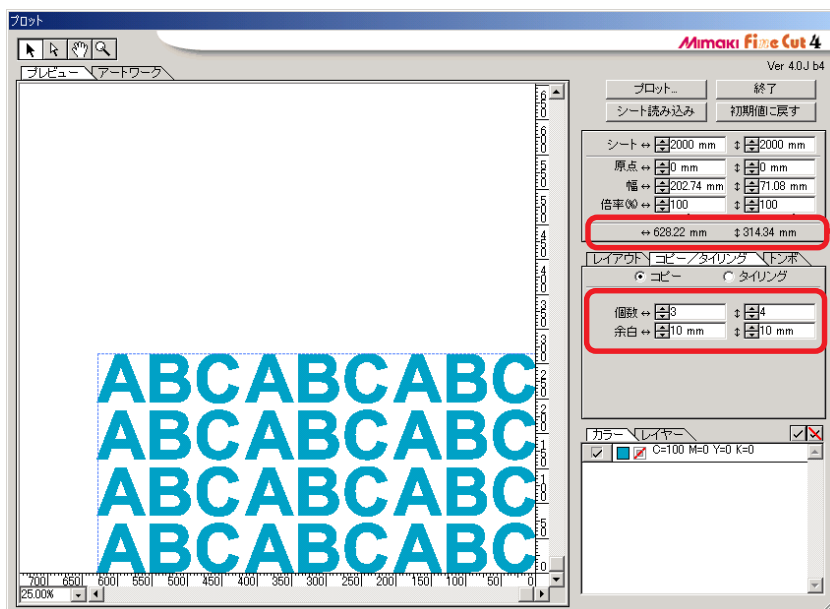 プロット
MIMAKI Fine Cut 4
Ver 4.0J b4
プレビュー アートワーク
プロット... 終了
シート読み込み 初期値に戻す
シート ↔ 2000 mm ↕ 2000 mm
原点 ↔ 0 mm ↕ 0 mm
幅 ↔ 202.74 mm ↕ 71.08 mm
倍率(%) ↔ 100 ↕ 100
↔ 628.22 mm ↕ 314.34 mm
レイアウト コピー/タイリング トンボ
コピー タイリング
個数 ↔ 3 ↕ 4
余白 ↔ 10 mm ↕ 10 mm
カラー レイヤー
C=100 M=0 Y=0 K=0
ABCABCABC
ABCABCABC
ABCABCABC
ABCABCABC
700 650 600 550 500 450 400 350 300 250 200 150 100 50 0
25.00%